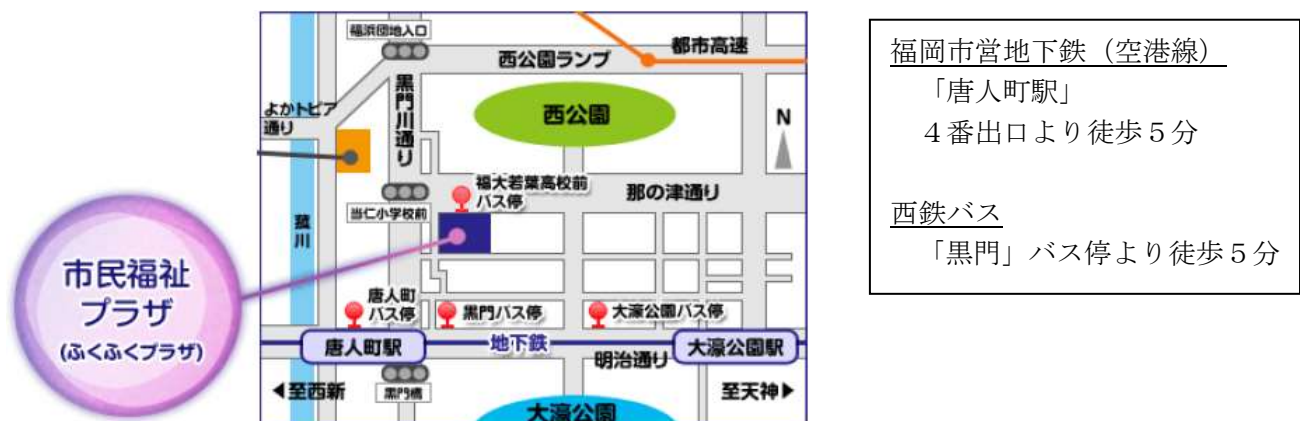 福浜団地入口
西公園ランプ
都市高速
よかトピア
通り
黒門川通り
西公園
N
福大若葉高校前
バス停
那の津通り
当仁小学校前
菰川
市民福祉
プラザ
(ふくふくプラザ)
唐人町
バス停
黒門バス停
大濠公園バス停
唐人町駅
地下鉄
明治通り
大濠公園駅
◀至西新
黒門橋
至天神▶
大濠公園
福岡市営地下鉄（空港線）
「唐人町駅」
４番出口より徒歩５分
西鉄バス
「黒門」バス停より徒歩５分